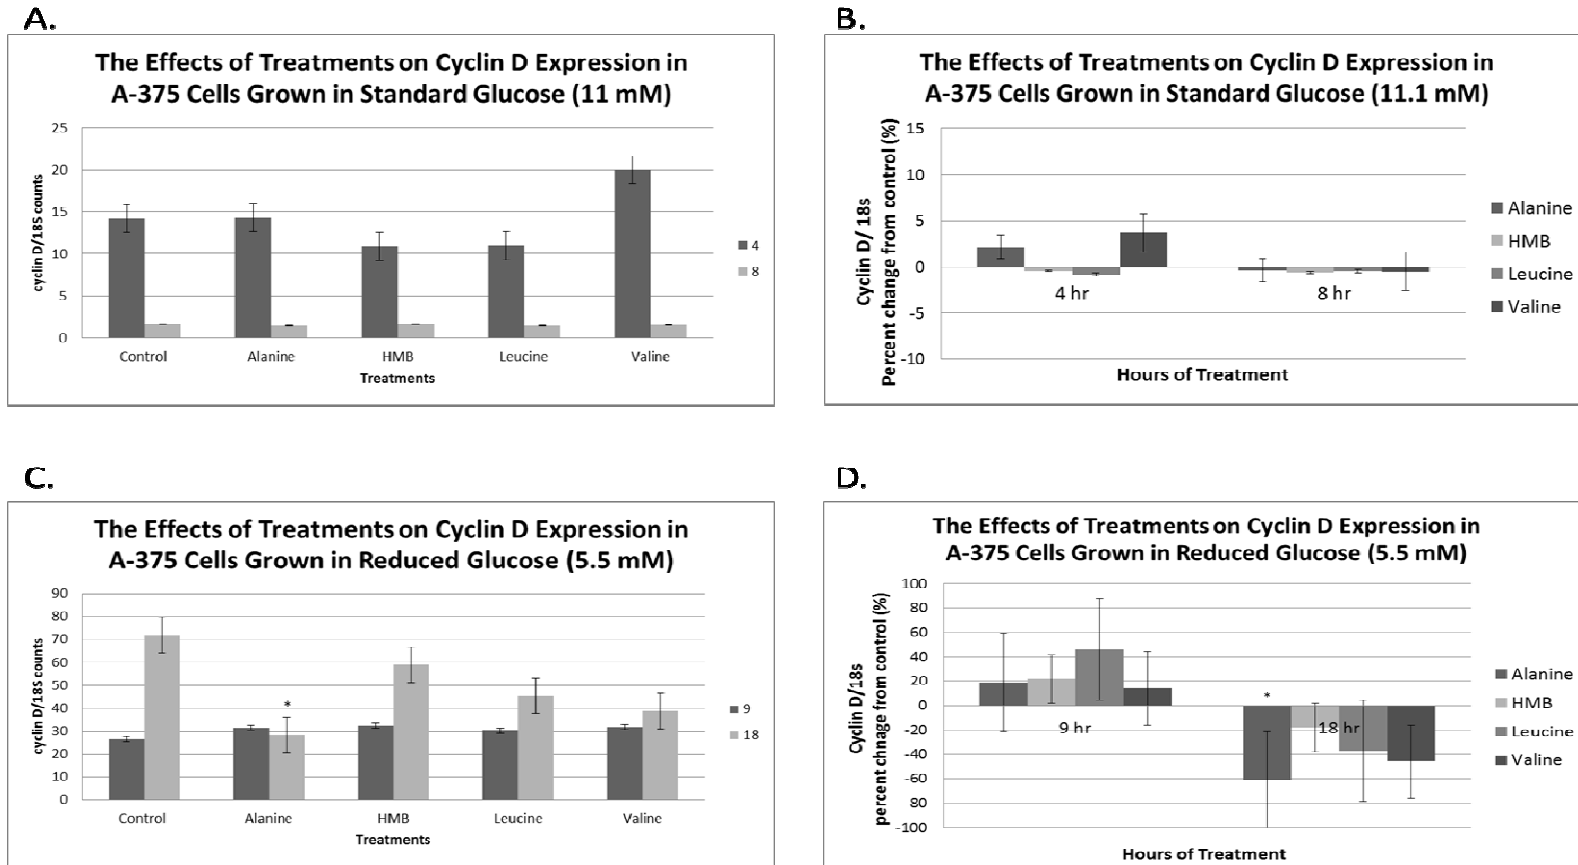 A.
The Effects of Treatments on Cyclin D Expression in
A-375 Cells Grown in Standard Glucose (11 mM)
cyclin D/18S counts
25
20
15
10
5
0
Control
Alanine
HMB
Leucine
Valine
Treatments
4
8
B.
The Effects of Treatments on Cyclin D Expression in
A-375 Cells Grown in Standard Glucose (11.1 mM)
Cyclin D/ 18s
Percent change from control (%)
15
10
5
0
-5
-10
4 hr
8 hr
Hours of Treatment
Alanine
HMB
Leucine
Valine
C.
The Effects of Treatments on Cyclin D Expression in
A-375 Cells Grown in Reduced Glucose (5.5 mM)
cyclin D/18S counts
90
80
70
60
50
40
30
20
10
0
*
Control
Alanine
HMB
Leucine
Valine
Treatments
9
18
D.
The Effects of Treatments on Cyclin D Expression in
A-375 Cells Grown in Reduced Glucose (5.5 mM)
Cyclin D/18s
percent chnage from control (%)
100
80
60
40
20
0
-20
-40
-60
80
-100
*
9 hr
18 hr
Hours of Treatment
Alanine
HMB
Leucine
Valine